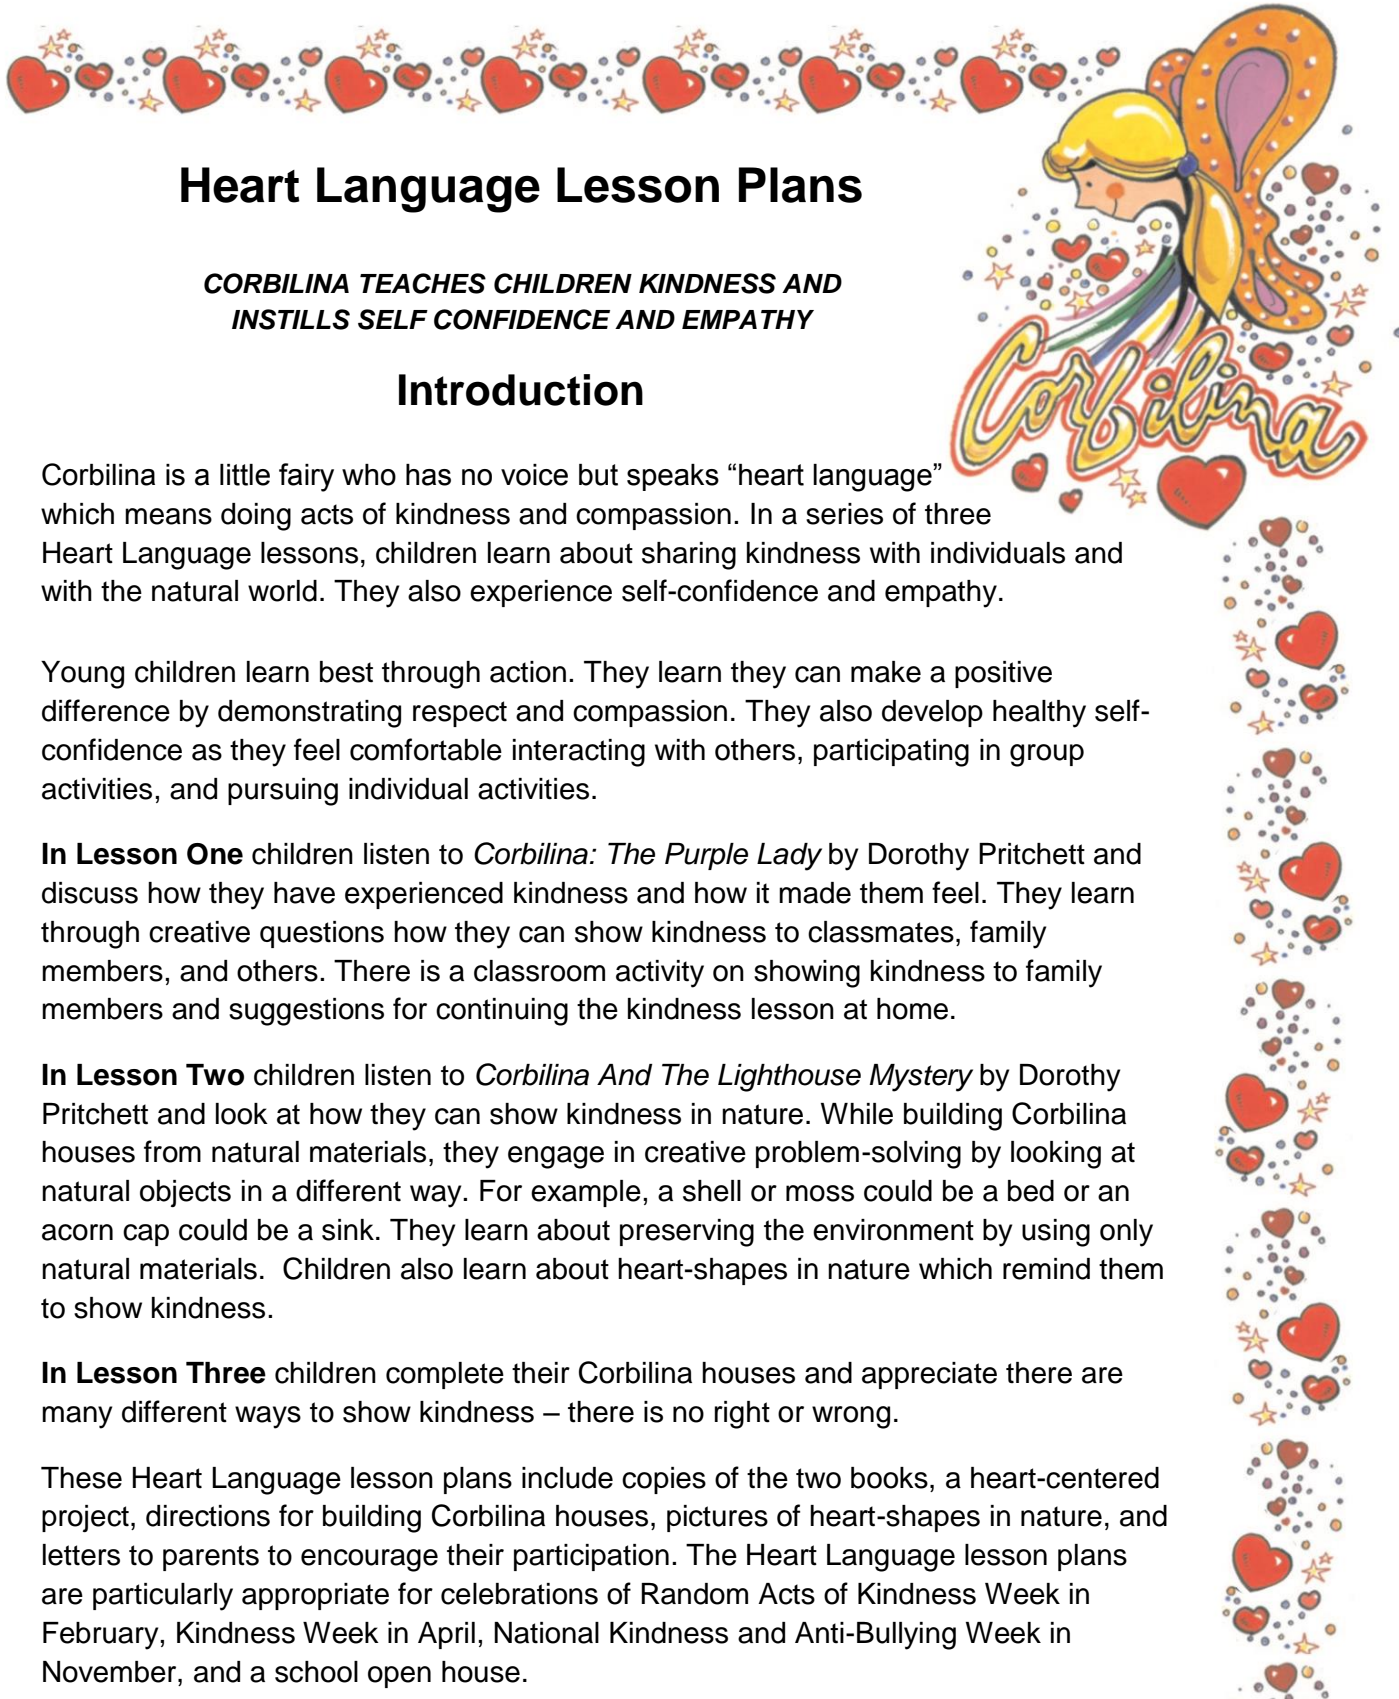 Heart Language Lesson Plans
CORBILINA TEACHES CHILDREN KINDNESS AND
INSTILLS SELF CONFIDENCE AND EMPATHY
Corbilina
Introduction
Corbilina is a little fairy who has no voice but speaks “heart language”
which means doing acts of kindness and compassion. In a series of three
Heart Language lessons, children learn about sharing kindness with individuals and
with the natural world. They also experience self-confidence and empathy.
Young children learn best through action. They learn they can make a positive
difference by demonstrating respect and compassion. They also develop healthy self-
confidence as they feel comfortable interacting with others, participating in group
activities, and pursuing individual activities.
In Lesson One children listen to Corbilina: The Purple Lady by Dorothy Pritchett and
discuss how they have experienced kindness and how it made them feel. They learn
through creative questions how they can show kindness to classmates, family
members, and others. There is a classroom activity on showing kindness to family
members and suggestions for continuing the kindness lesson at home.
In Lesson Two children listen to Corbilina And The Lighthouse Mystery by Dorothy
Pritchett and look at how they can show kindness in nature. While building Corbilina
houses from natural materials, they engage in creative problem-solving by looking at
natural objects in a different way. For example, a shell or moss could be a bed or an
acorn cap could be a sink. They learn about preserving the environment by using only
natural materials.  Children also learn about heart-shapes in nature which remind them
to show kindness.
In Lesson Three children complete their Corbilina houses and appreciate there are
many different ways to show kindness – there is no right or wrong.
These Heart Language lesson plans include copies of the two books, a heart-centered
project, directions for building Corbilina houses, pictures of heart-shapes in nature, and
letters to parents to encourage their participation. The Heart Language lesson plans
are particularly appropriate for celebrations of Random Acts of Kindness Week in
February, Kindness Week in April, National Kindness and Anti-Bullying Week in
November, and a school open house.